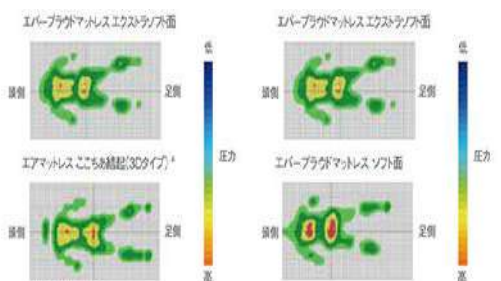 エバープラウドマットレス エクストラソフト面
エバープラウドマットレス エクストラソフト面
低
低
頭側
足側
頭側
足側
圧力
圧力
エアマットレス ここちあ結起(3Dタイプ) 4
エバープラウドマットレス ソフト面
頭側
足側
頭側
足側
高
高